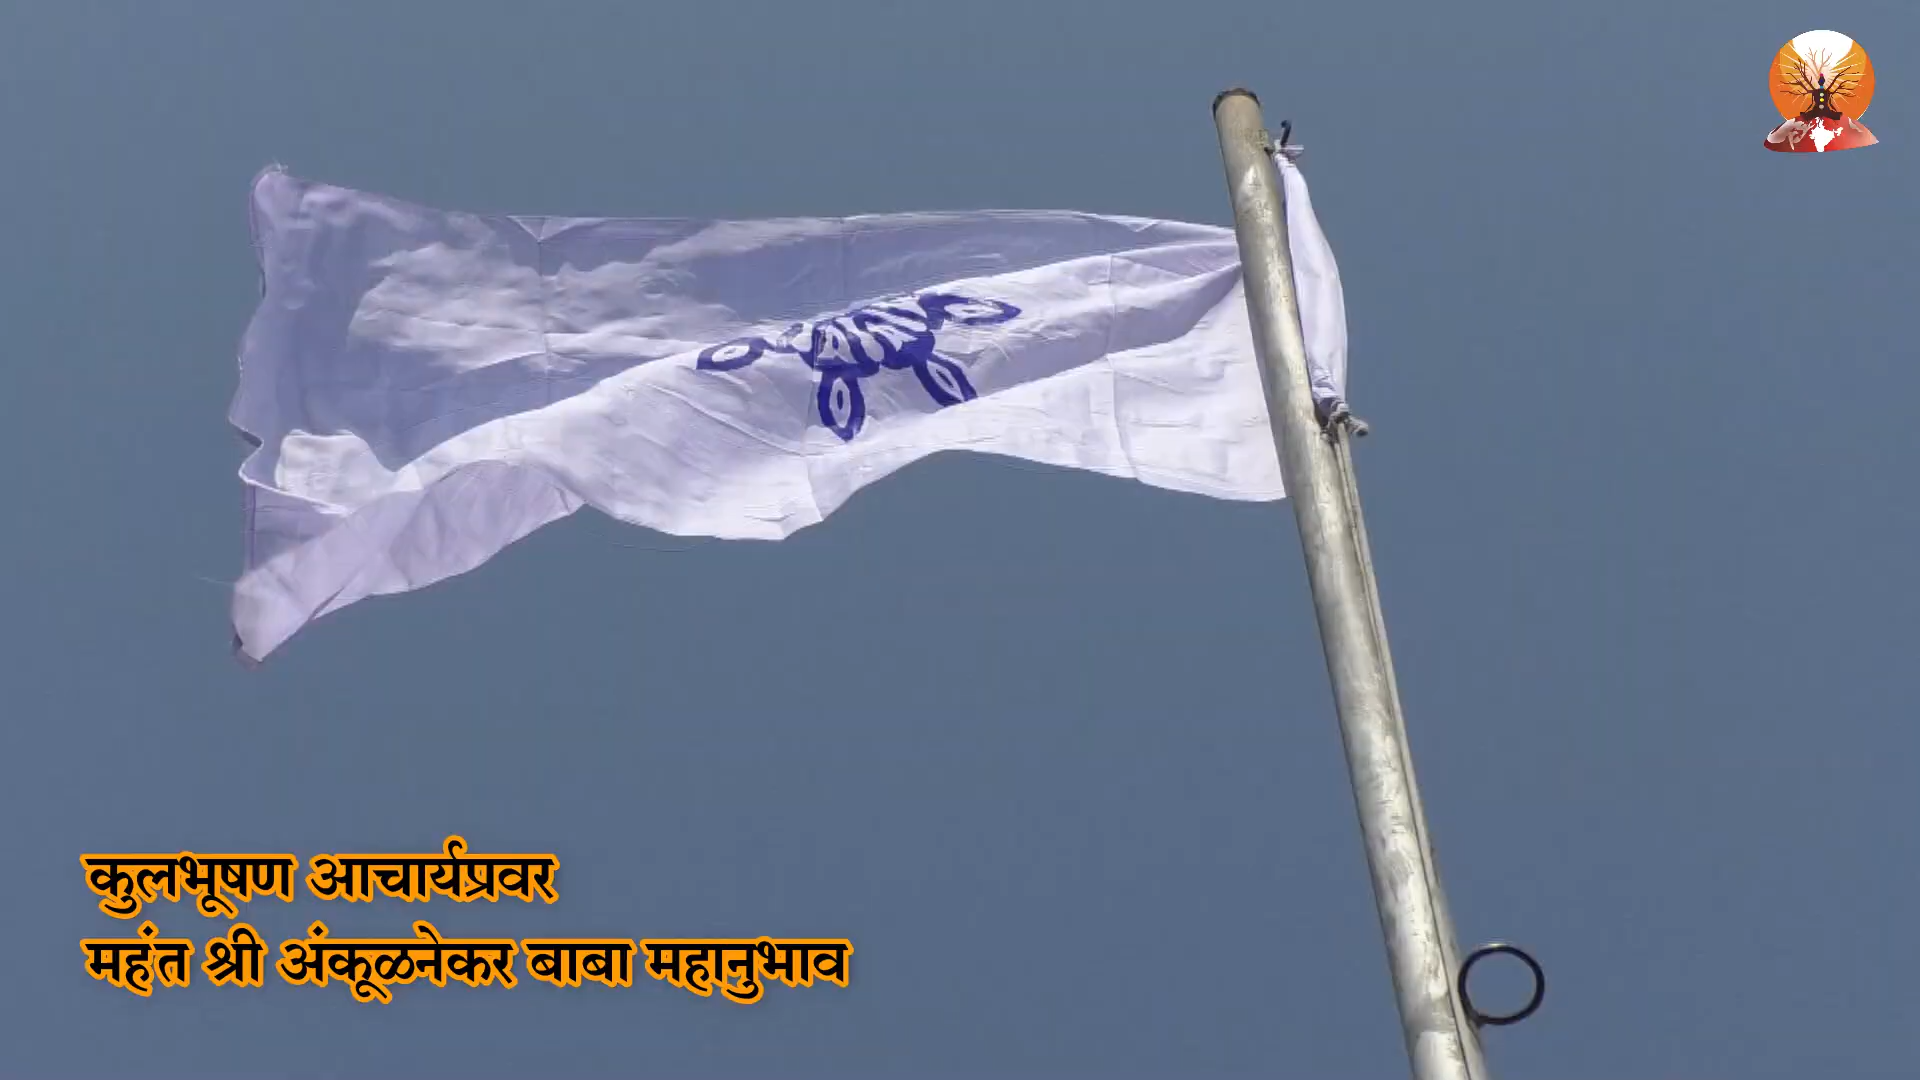 कुलभूषण आचार्यप्रवर
महंत श्री अंकूळनेकर बाबा महानुभाव